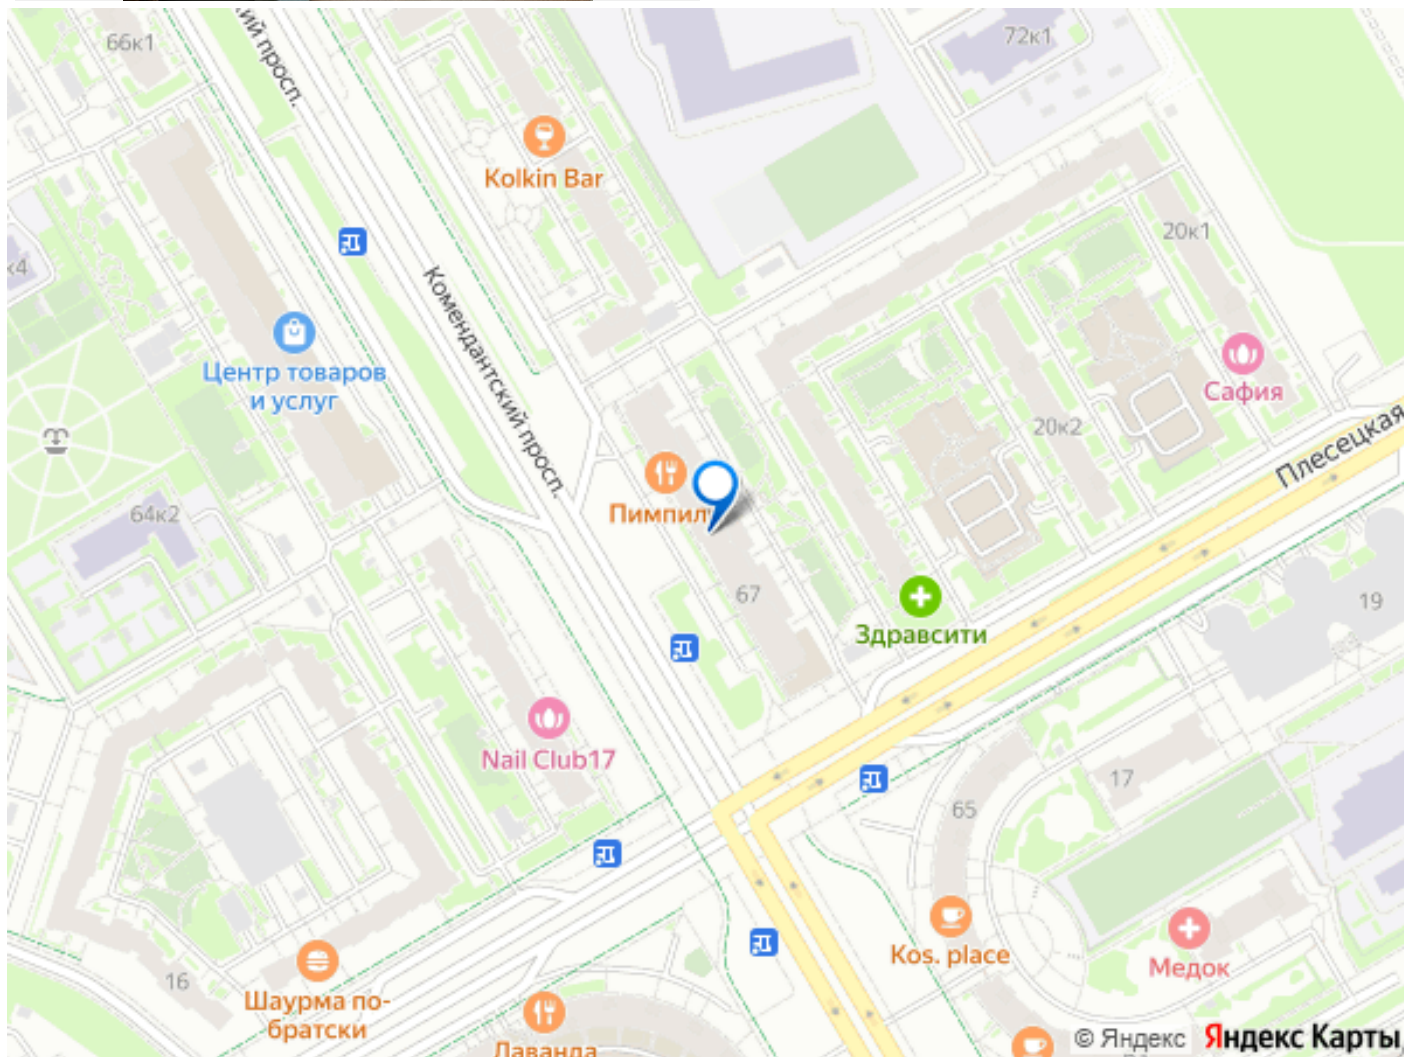 66к1
72к1
ий просп.
Kolkin Bar
20к1
к4
Комендантский просп.
Центр товаров
и услуг
Сафия
20к2
Плесецкая
Пимпил
64к2
67
19
Здравсити
Nail Club17
17
65
Kos. place
Медок
16
Шаурма по-
братски
Лаванда
© Яндекс Яндекс Карты